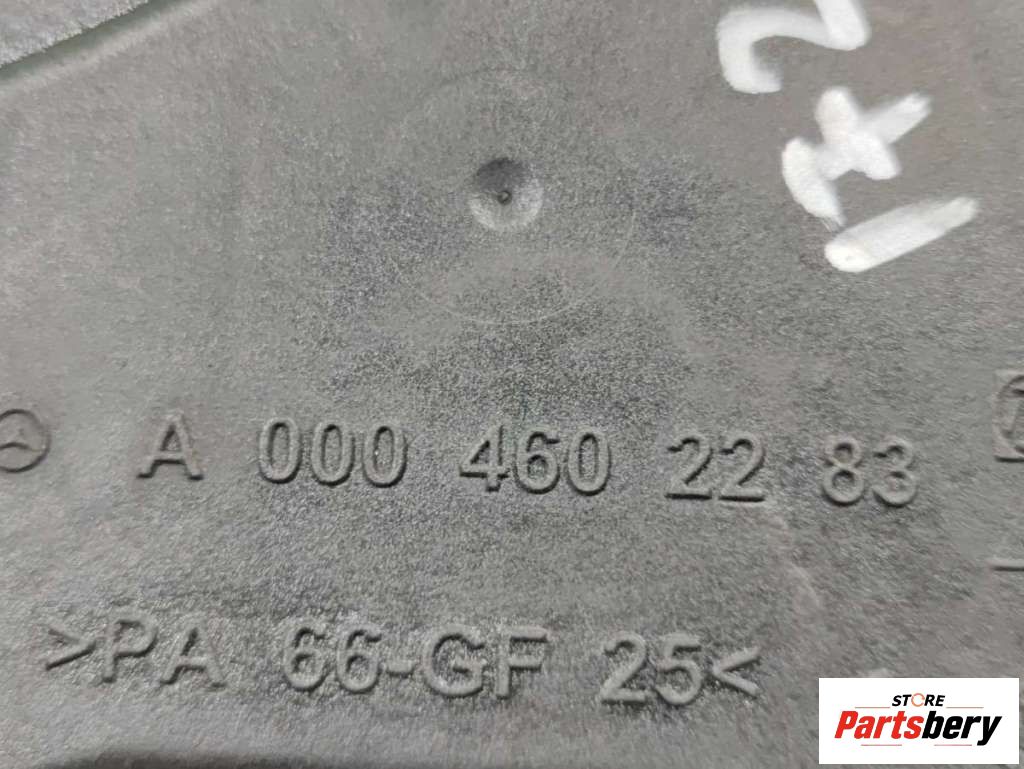 A 000 460 22 83
>PA 66-GF 25<
STORE
Partsbery